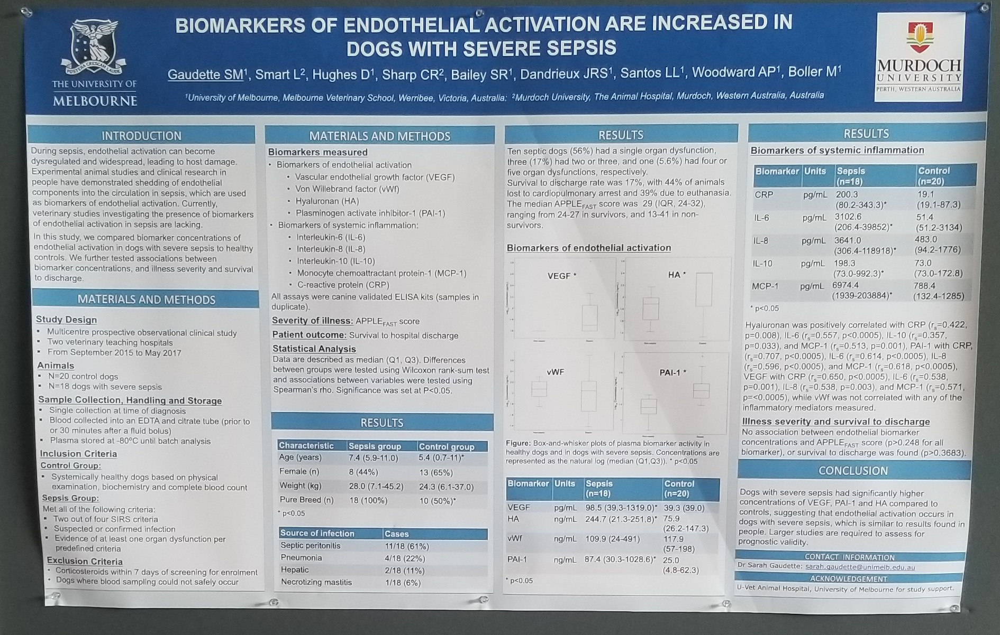 BIOMARKERS OF ENDOTHELIAL ACTIVATION ARE INCREASED IN
DOGS WITH SEVERE SEPSIS
Gaudette SM1, Smart L2, Hughes D1, Sharp CR2, Bailey SR1, Dandrieux JRS1, Santos LL1, Woodward AP1, Boller M1
1University of Melbourne, Melbourne Veterinary School, Werribee, Victoria, Australia: 2Murdoch University, The Animal Hospital, Murdoch, Western Australia, Australia
POSTERA CRESCAM LAUDE
THE UNIVERSITY OF
MELBOURNE
MURDOCH
UNIVERSITY
PERTH, WESTERN AUSTRALIA
INTRODUCTION
During sepsis, endothelial activation can become
dysregulated and widespread, leading to host damage.
Experimental animal studies and clinical research in
people have demonstrated shedding of endothelial
components into the circulation in sepsis, which are used
as biomarkers of endothelial activation. Currently,
veterinary studies investigating the presence of biomarkers
of endothelial activation in sepsis are lacking.
In this study, we compared biomarker concentrations of
endothelial activation in dogs with severe sepsis to healthy
controls. We further tested associations between
biomarker concentrations, and illness severity and survival
to discharge.
MATERIALS AND METHODS
Study Design
▪ Multicentre prospective observational clinical study
▪ Two veterinary teaching hospitals
▪ From September 2015 to May 2017
Animals
▪ N=20 control dogs
▪ N=18 dogs with severe sepsis
Sample Collection, Handling and Storage
▪ Single collection at time of diagnosis
▪ Blood collected into an EDTA and citrate tube (prior to
or 30 minutes after a fluid bolus)
▪ Plasma stored at -80ºC until batch analysis
Inclusion Criteria
Control Group:
▪ Systemically healthy dogs based on physical
examination, biochemistry and complete blood count
Sepsis Group:
Met all of the following criteria:
▪ Two out of four SIRS criteria
▪ Suspected or confirmed infection
▪ Evidence of at least one organ dysfunction per
predefined criteria
Exclusion Criteria
• Corticosteroids within 7 days of screening for enrolment
• Dogs where blood sampling could not safely occur
MATERIALS AND METHODS
Biomarkers measured
• Biomarkers of endothelial activation
• Vascular endothelial growth factor (VEGF)
• Von Willebrand factor (vWf)
• Hyaluronan (HA)
• Plasminogen activate inhibitor-1 (PAI-1)
• Biomarkers of systemic inflammation:
• Interleukin-6 (IL-6)
• Interleukin-8 (IL-8)
• Interleukin-10 (IL-10)
• Monocyte chemoattractant protein-1 (MCP-1)
• C-reactive protein (CRP)
All assays were canine validated ELISA kits (samples in
duplicate).
Severity of illness: APPLEFAST score
Patient outcome: Survival to hospital discharge
Statistical Analysis
Data are described as median (Q1, Q3). Differences
between groups were tested using Wilcoxon rank-sum test
and associations between variables were tested using
Spearman's rho. Significance was set at P<0.05.
RESULTS
Characteristic Sepsis group Control group
Age (years) 7.4 (5.9-11.0) 5.4 (0.7-11)*
Female (n) 8 (44%) 13 (65%)
Weight (kg) 28.0 (7.1-45.2) 24.3 (6.1-37.0)
Pure Breed (n) 18 (100%) 10 (50%)*
* p<0.05
Source of Infection Cases
Septic peritonitis 11/18 (61%)
Pneumonia 4/18 (22%)
Hepatic 2/18 (11%)
Necrotizing mastitis 1/18 (6%)
RESULTS
Ten septic dogs (56%) had a single organ dysfunction,
three (17%) had two or three, and one (5.6%) had four or
five organ dysfunctions, respectively.
Survival to discharge rate was 17%, with 44% of animals
lost to cardiopulmonary arrest and 39% due to euthanasia.
The median APPLEFAST score was 29 (IQR, 24-32),
ranging from 24-27 in survivors, and 13-41 in non-
survivors.
Biomarkers of endothelial activation
VEGF *
HA *
vWF
PAI-1 *
Figure: Box-and-whisker plots of plasma biomarker activity in
healthy dogs and in dogs with severe sepsis. Concentrations are
represented as the natural log (median (Q1,Q3)). * p<0.05
Biomarker Units Sepsis (n=18) Control (n=20)
VEGF pg/mL 98.5 (39.3-1319.0)* 39.3 (39.0)
HA ng/mL 244.7 (21.3-251.8)* 75.9
(26.2-147.3)
vWf ng/mL 109.9 (24-491) 117.9
(57-198)
PAI-1 ng/mL 87.4 (30.3-1028.6)* 25.0
(4.8-62.3)
* p<0.05
RESULTS
Biomarkers of systemic inflammation
Biomarker Units Sepsis Control
(n=18) (n=20)
CRP pg/mL 200.3 19.1
(80.2-343.3)* (19.1-87.3)
IL-6 pg/mL 3102.6 51.4
(206.4-39852)* (51.2-3134)
IL-8 pg/mL 3641.0 483.0
(306.4-118918)* (94.2-1776)
IL-10 pg/mL 198.3 73.0
(73.0-992.3)* (73.0-172.8)
MCP-1 pg/mL 6974.4 788.4
(1939-203884)* (132.4-1285)
* p<0.05
Hyaluronan was positively correlated with CRP (rs=0.422,
p=0.008), IL-6 (rs=0.557, p<0.0005), IL-10 (rs=0.357,
p=0.033), and MCP-1 (rs=0.513, p=0.001), PAI-1 with CRP,
(rs=0.707, p<0.0005), IL-6 (rs=0.614, p<0.0005), IL-8
(rs=0.596, p<0.0005), and MCP-1 (rs=0.618, p<0.0005),
VEGF with CRP (rs=0.650, p<0.0005), IL-6 (rs=0.538,
p=0.001), IL-8 (rs=0.538, p=0.003), and MCP-1 (rs=0.571,
p=<0.0005), while vWf was not correlated with any of the
inflammatory mediators measured.
Illness severity and survival to discharge
No association between endothelial biomarker
concentrations and APPLEFAST score (p>0.248 for all
biomarker), or survival to discharge was found (p>0.3683).
CONCLUSION
Dogs with severe sepsis had significantly higher
concentrations of VEGF, PAI-1 and HA compared to
controls, suggesting that endothelial activation occurs in
dogs with severe sepsis, which is similar to results found in
people. Larger studies are required to assess for
prognostic validity.
CONTACT INFORMATION
Dr Sarah Gaudette: sarah.gaudette@unimelb.edu.au
ACKNOWLEDGEMENT
U-Vet Animal Hospital, University of Melbourne for study support.